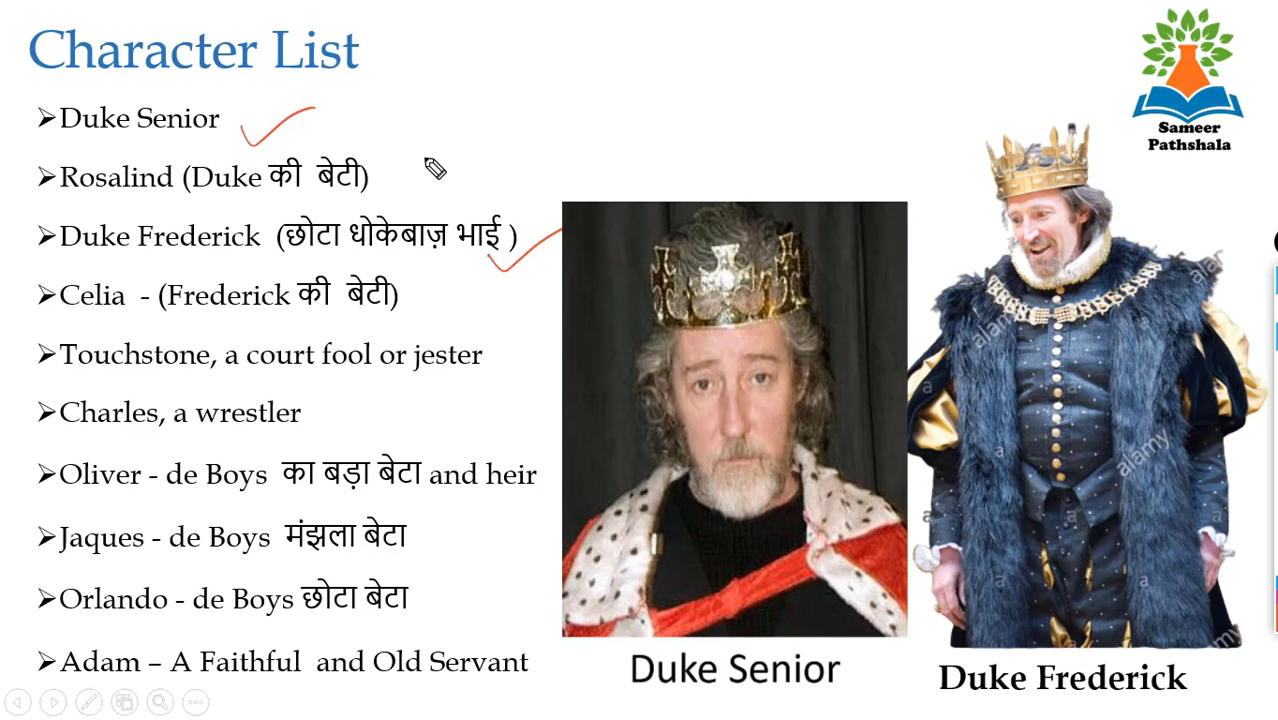 Character List
➢Duke Senior
➢Rosalind (Duke की बेटी)
➢Duke Frederick (छोटा धोकेबाज़ भाई )
➢Celia - (Frederick की बेटी)
➢Touchstone, a court fool or jester
➢Charles, a wrestler
➢Oliver - de Boys का बड़ा बेटा and heir
➢Jaques - de Boys मंझला बेटा
➢Orlando - de Boys छोटा बेटा
➢Adam – A Faithful and Old Servant
Sameer
Pathshala
alamy
alamy
a
a
a
a
Duke Senior
Duke Frederick